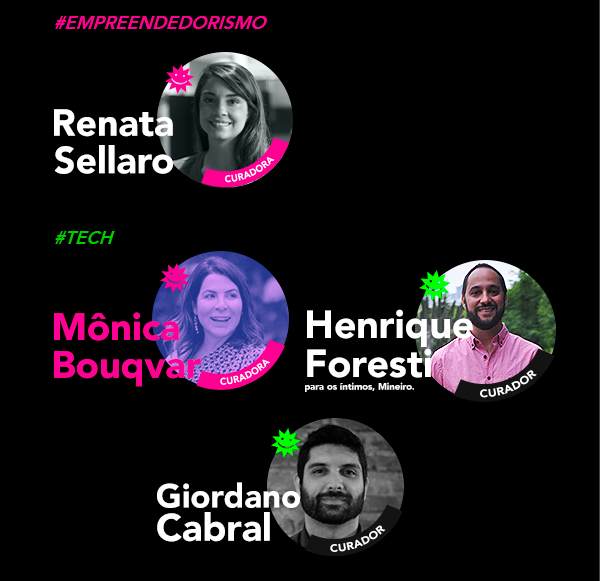 #EMPREENDEDORISMO
Renata
Sellaro
CURADORA
#TECH
Mônica
Bouqvar
CURADORA
Henrique
Foresti
para os íntimos, Mineiro.
CURADOR
Giordano
Cabral
CURADOR